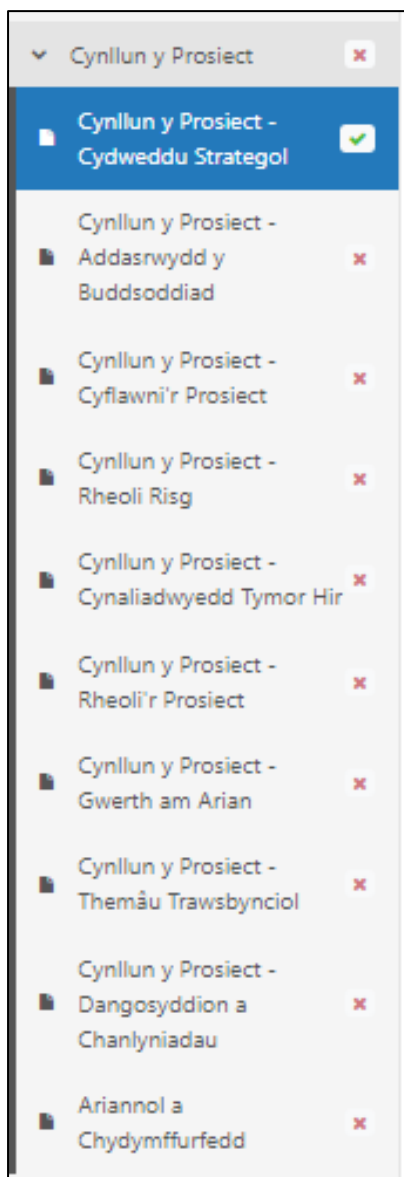 Cynllun y Prosiect
Cynllun y Prosiect -
Cydweddu Strategol
Cynllun y Prosiect -
Addasrwydd y
Buddsoddiad
Cynllun y Prosiect -
Cyflawni'r Prosiect
Cynllun y Prosiect -
Rheoli Risg
Cynllun y Prosiect -
Cynaliadwyedd Tymor Hir
Cynllun y Prosiect -
Rheoli'r Prosiect
Cynllun y Prosiect -
Gwerth am Arian
Cynllun y Prosiect -
Themâu Trawsbynciol
Cynllun y Prosiect -
Dangosyddion a
Chanlyniadau
Ariannol a
Chydymffurfedd